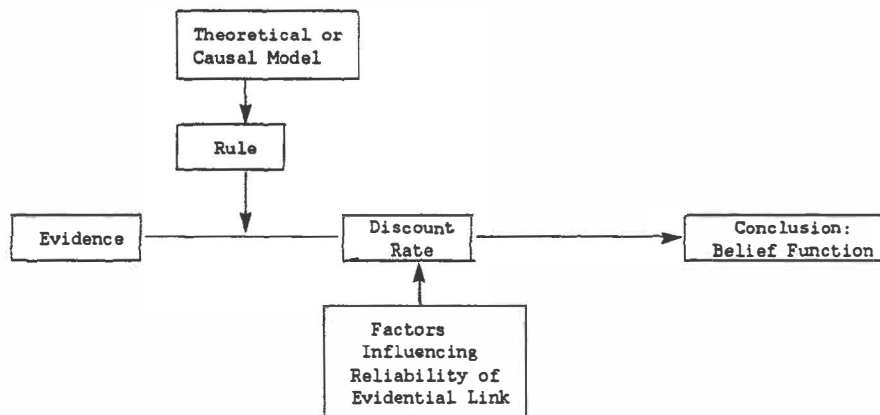 Theoretical or
Causal Model
Rule
Evidence
Discount
Rate
Conclusion:
Belief Function
Factors
Influencing
Reliability of
Evidential Link